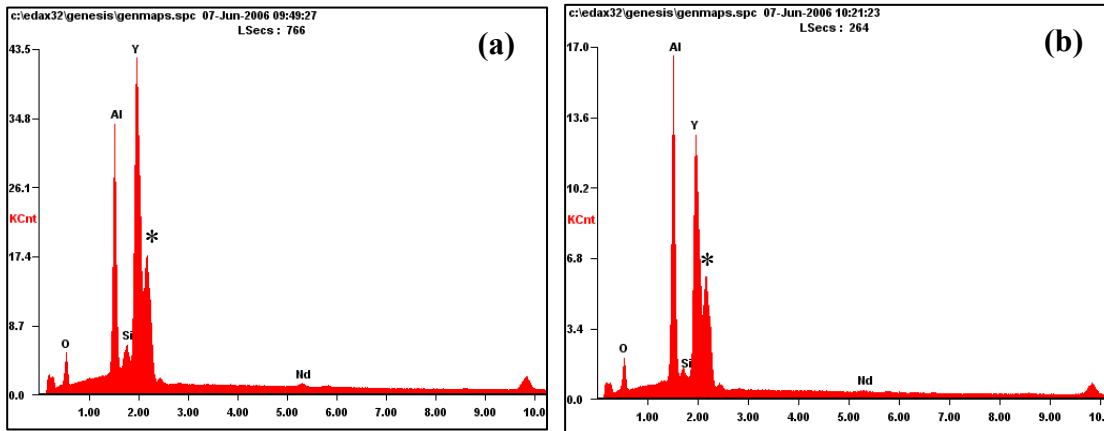 c:\edax32\genesis\genmaps.spc 07-Jun-2006 09:49:27
LSecs : 766
(a)
43.5
34.8
26.1
KCnt
17.4
8.7
0.0
Y
Al
*
Si
O
Nd
1.00 2.00 3.00 4.00 5.00 6.00 7.00 8.00 9.00 10.0
c:\edax32\genesis\genmaps.spc 07-Jun-2006 10:21:23
LSecs : 264
(b)
17.0
13.6
10.2
KCnt
6.8
3.4
0.0
Al
Y
*
O
Si
Nd
1.00 2.00 3.00 4.00 5.00 6.00 7.00 8.00 9.00 10.